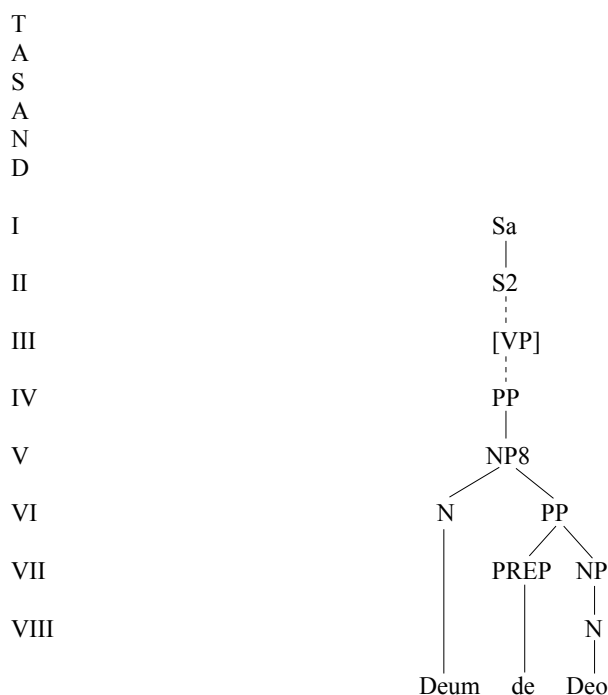 T
A
S
A
N
D
I Sa
II S2
III [VP]
IV PP
V NP8
VI N PP
VII PREP NP
VIII N
Deum de Deo